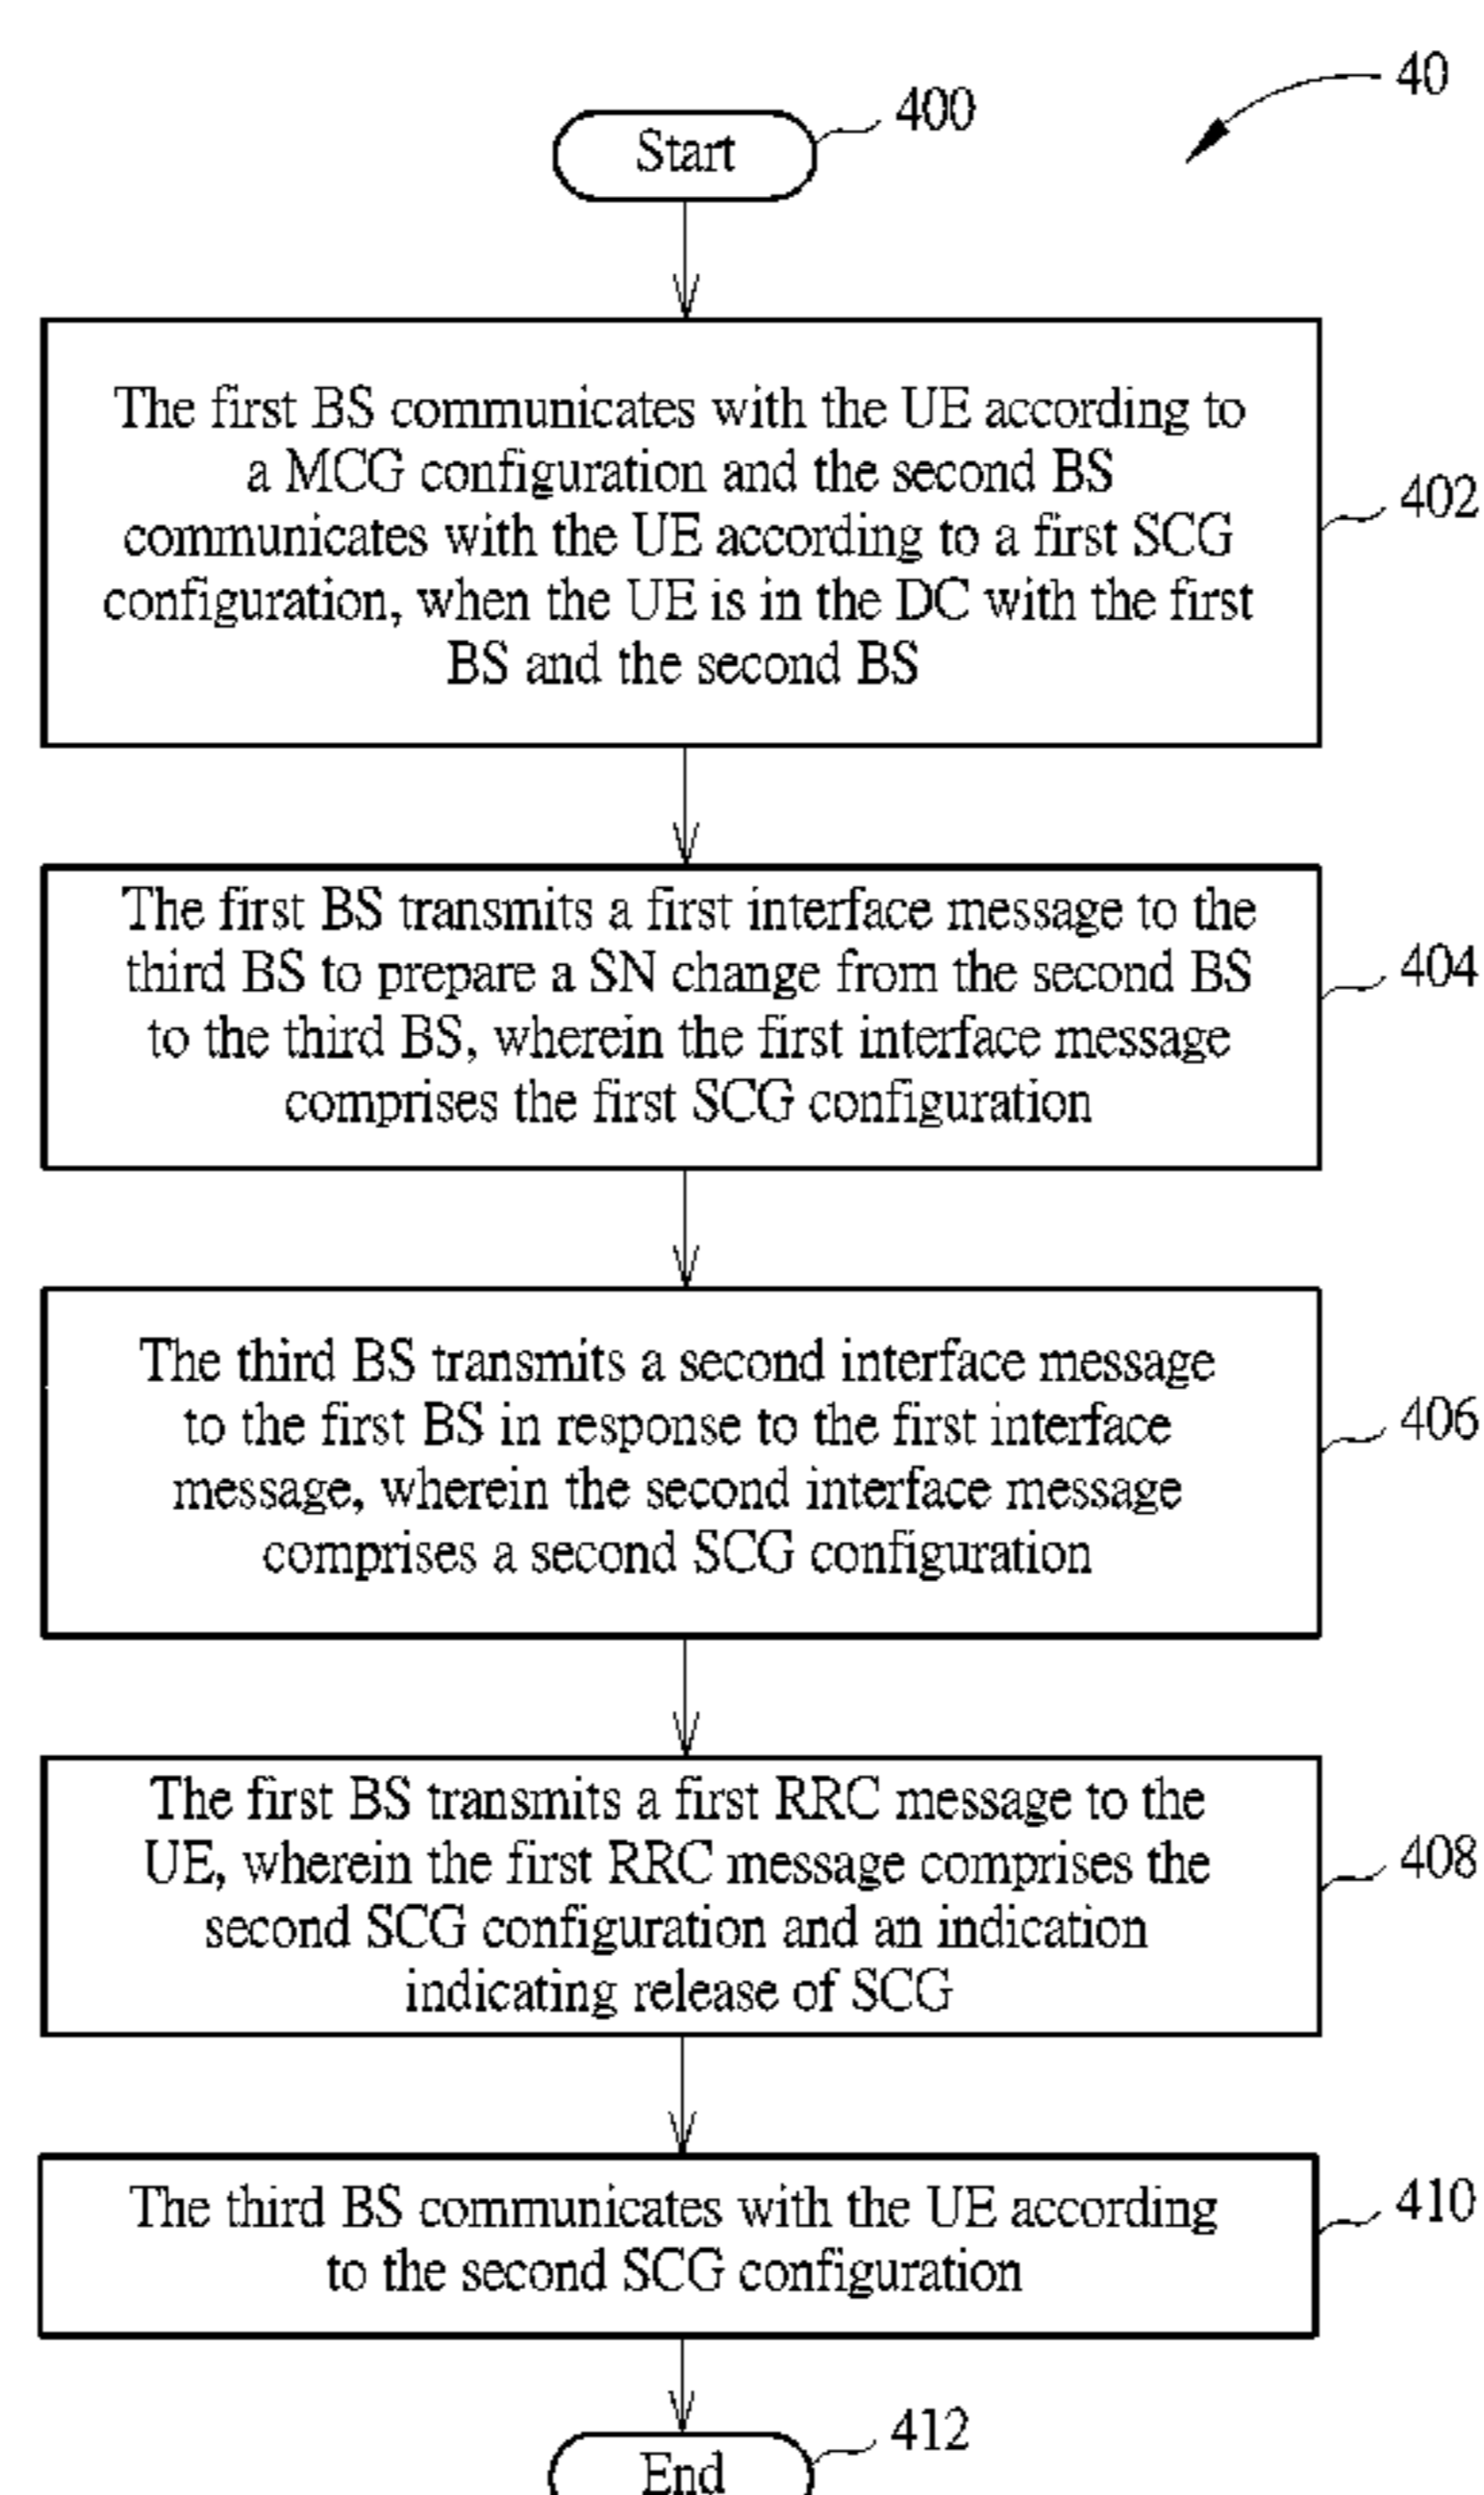 40
Start
400
The first BS communicates with the UE according to
a MCG configuration and the second BS
communicates with the UE according to a first SCG
configuration, when the UE is in the DC with the first
BS and the second BS
402
The first BS transmits a first interface message to the
third BS to prepare a SN change from the second BS
to the third BS, wherein the first interface message
comprises the first SCG configuration
404
The third BS transmits a second interface message
to the first BS in response to the first interface
message, wherein the second interface message
comprises a second SCG configuration
406
The first BS transmits a first RRC message to the
UE, wherein the first RRC message comprises the
second SCG configuration and an indication
indicating release of SCG
408
The third BS communicates with the UE according
to the second SCG configuration
410
End
412